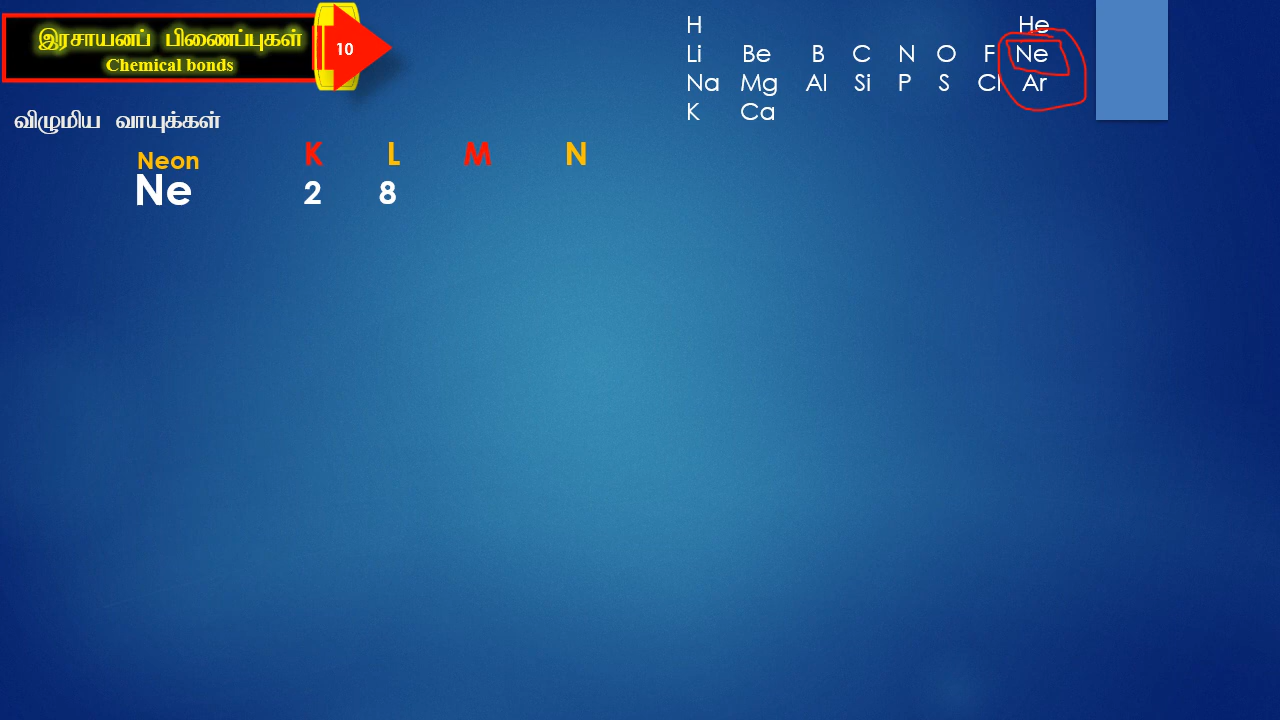 இரசாயனப் பிணைப்புகள்
Chemical bonds
10
H He
Li Be B C N O F Ne
Na Mg Al Si P S Cl Ar
K Ca
விழுமிய வாயுக்கள்
Neon K L M N
Ne 2 8